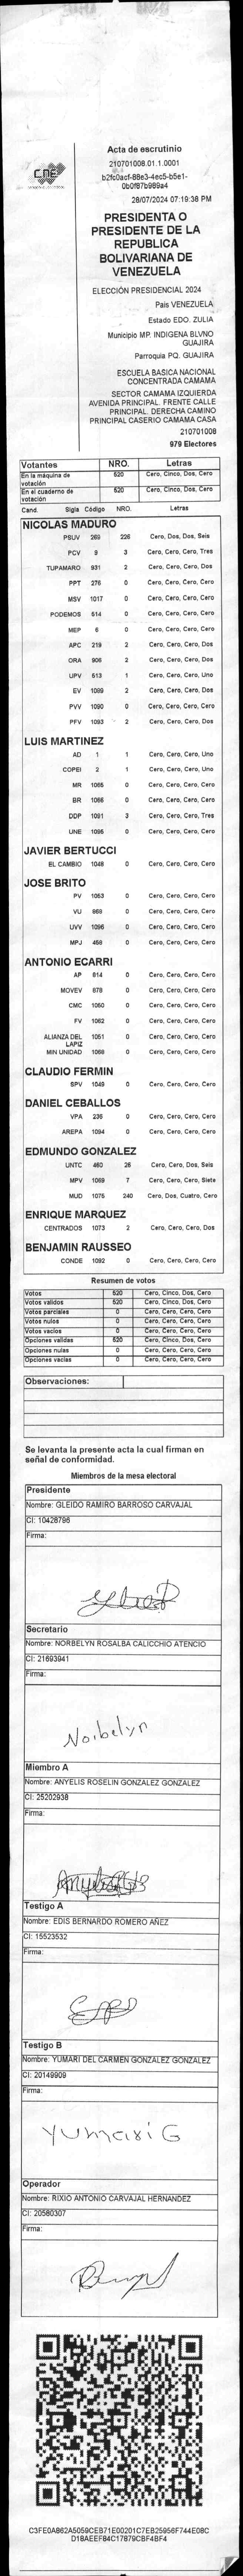 CNE
Acta de escrutinio
210701008.01.1.0001
b2fc0acf-88e3-4ec5-b5e1-
0b0f87b989a4
28/07/2024 07:19:38 PM
PRESIDENTA O
PRESIDENTE DE LA
REPUBLICA
BOLIVARIANA DE
VENEZUELA
ELECCIÓN PRESIDENCIAL 2024
Pais VENEZUELA
Estado EDO. ZULIA
Municipio MP. INDIGENA BLVNO
GUAJIRA
Parroquia PQ. GUAJIRA
ESCUELA BASICA NACIONAL
CONCENTRADA CAMAMA
SECTOR CAMAMA IZQUIERDA
AVENIDA PRINCIPAL. FRENTE CALLE
PRINCIPAL. DERECHA CAMINO
PRINCIPAL CASERIO CAMAMA CASA
210701008
979 Electores
Votantes NRO. Letras
En la máquina de votación 520 Cero, Cinco, Dos, Cero
En el cuaderno de votación 520 Cero, Cinco, Dos, Cero
Cand. Sigla Código NRO. Letras
NICOLAS MADURO
PSUV 269 226 Cero, Dos, Dos, Seis
PCV 9 3 Cero, Cero, Cero, Tres
TUPAMARO 931 2 Cero, Cero, Cero, Dos
PPT 276 0 Cero, Cero, Cero, Cero
MSV 1017 0 Cero, Cero, Cero, Cero
PODEMOS 514 0 Cero, Cero, Cero, Cero
MEP 6 0 Cero, Cero, Cero, Cero
APC 219 2 Cero, Cero, Cero, Dos
ORA 906 2 Cero, Cero, Cero, Dos
UPV 513 1 Cero, Cero, Cero, Uno
EV 1099 2 Cero, Cero, Cero, Dos
PVV 1090 0 Cero, Cero, Cero, Cero
PFV 1093 2 Cero, Cero, Cero, Dos
LUIS MARTINEZ
AD 1 1 Cero, Cero, Cero, Uno
COPEI 2 1 Cero, Cero, Cero, Uno
MR 1065 0 Cero, Cero, Cero, Cero
BR 1066 0 Cero, Cero, Cero, Cero
DDP 1091 3 Cero, Cero, Cero, Tres
UNE 1095 0 Cero, Cero, Cero, Cero
JAVIER BERTUCCI
EL CAMBIO 1048 0 Cero, Cero, Cero, Cero
JOSE BRITO
PV 1053 0 Cero, Cero, Cero, Cero
VU 869 0 Cero, Cero, Cero, Cero
UVV 1096 0 Cero, Cero, Cero, Cero
MPJ 458 0 Cero, Cero, Cero, Cero
ANTONIO ECARRI
AP 814 0 Cero, Cero, Cero, Cero
MOVEV 878 0 Cero, Cero, Cero, Cero
CMC 1050 0 Cero, Cero, Cero, Cero
FV 1062 0 Cero, Cero, Cero, Cero
ALIANZA DEL LAPIZ 1051 0 Cero, Cero, Cero, Cero
MIN UNIDAD 1068 0 Cero, Cero, Cero, Cero
CLAUDIO FERMIN
SPV 1049 0 Cero, Cero, Cero, Cero
DANIEL CEBALLOS
VPA 236 0 Cero, Cero, Cero, Cero
AREPA 1094 0 Cero, Cero, Cero, Cero
EDMUNDO GONZALEZ
UNTC 460 26 Cero, Cero, Dos, Seis
MPV 1069 7 Cero, Cero, Cero, Siete
MUD 1075 240 Cero, Dos, Cuatro, Cero
ENRIQUE MARQUEZ
CENTRADOS 1073 2 Cero, Cero, Cero, Dos
BENJAMIN RAUSSEO
CONDE 1092 0 Cero, Cero, Cero, Cero
Resumen de votos
Votos 520 Cero, Cinco, Dos, Cero
Votos validos 520 Cero, Cinco, Dos, Cero
Votos parciales 0 Cero, Cero, Cero, Cero
Votos nulos 0 Cero, Cero, Cero, Cero
Votos vacios 0 Cero, Cero, Cero, Cero
Opciones validas 520 Cero, Cinco, Dos, Cero
Opciones nulas 0 Cero, Cero, Cero, Cero
Opciones vacias 0 Cero, Cero, Cero, Cero
Observaciones:
Se levanta la presente acta la cual firman en
señal de conformidad.
Miembros de la mesa electoral
Presidente
Nombre: GLEIDO RAMIRO BARROSO CARVAJAL
CI: 10428796
Firma:
Secretario
Nombre: NORBELYN ROSALBA CALICCHIO ATENCIO
CI: 21693941
Firma:
Norbelyn
Miembro A
Nombre: ANYELIS ROSELIN GONZALEZ GONZALEZ
CI: 25202938
Firma:
Testigo A
Nombre: EDIS BERNARDO ROMERO AÑEZ
CI: 15523532
Firma:
Testigo B
Nombre: YUMARI DEL CARMEN GONZALEZ GONZALEZ
CI: 20149909
Firma:
Yumari G
Operador
Nombre: RIXIO ANTONIO CARVAJAL HERNANDEZ
CI: 20580307
Firma:
C3FE0A862A5059CEB71E00201C7EB25956F744E08C
D18AEEF84C17879CBF4BF4